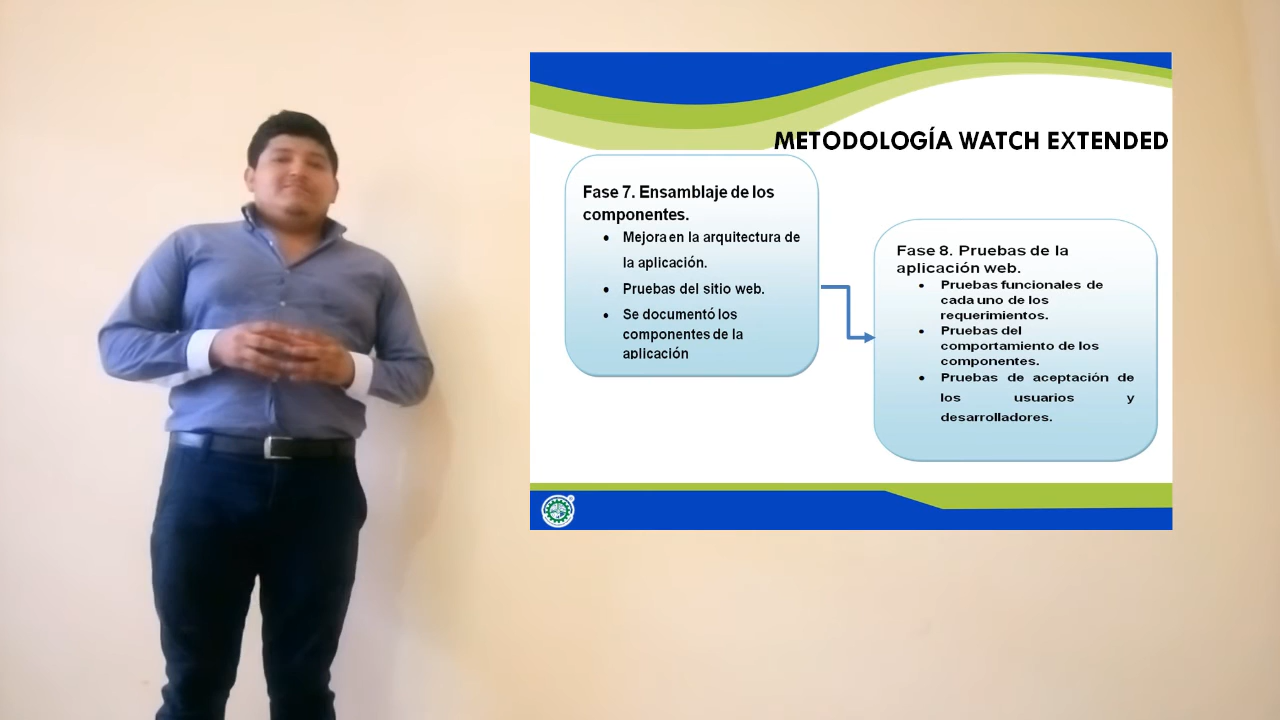 METODOLOGÍA WATCH EXTENDED
Fase 7. Ensamblaje de los
componentes.
• Mejora en la arquitectura de
la aplicación.
• Pruebas del sitio web.
• Se documentó los
componentes de la
aplicación
Fase 8. Pruebas de la
aplicación web.
• Pruebas funcionales de
cada uno de los
requerimientos.
• Pruebas del
comportamiento de los
componentes.
• Pruebas de aceptación de
los usuarios y
desarrolladores.